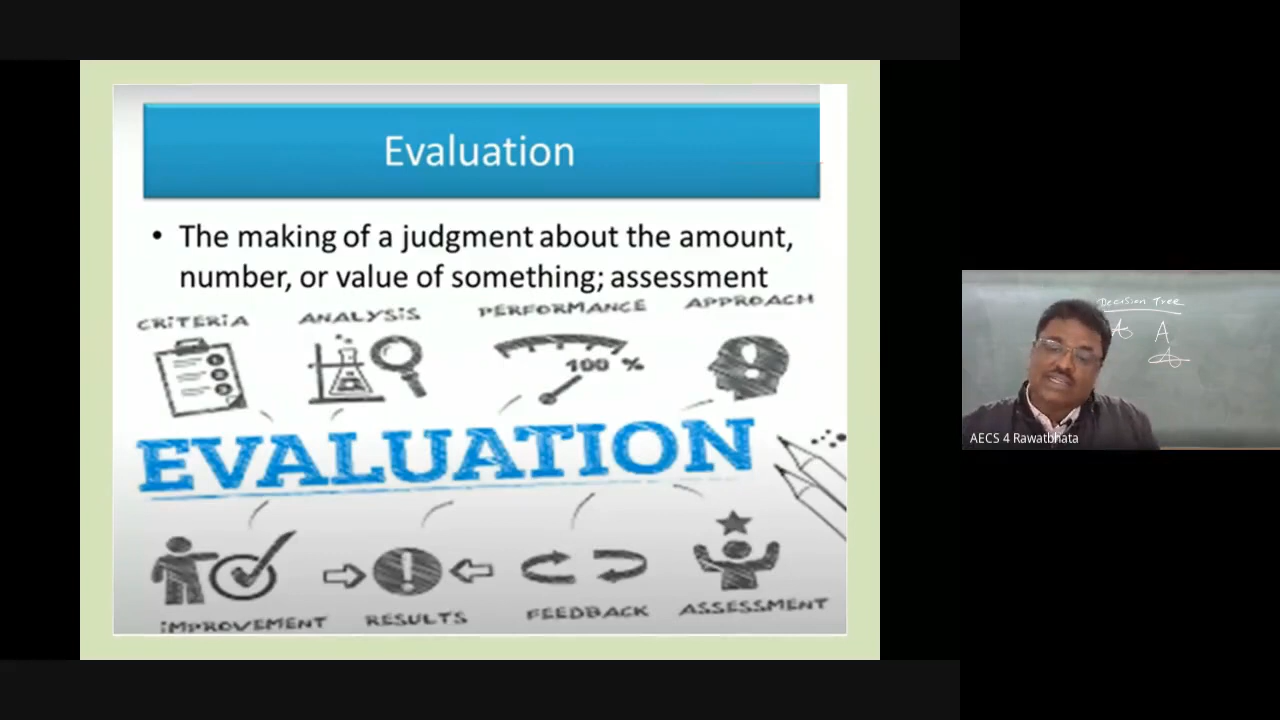 Evaluation
• The making of a judgment about the amount,
number, or value of something; assessment
CRITERIA ANALYSIS PERFORMANCE APPROACH
100 %
EVALUATION
IMPROVEMENT RESULTS FEEDBACK ASSESSMENT
Decision Tree
A
AECS 4 Rawatbhata